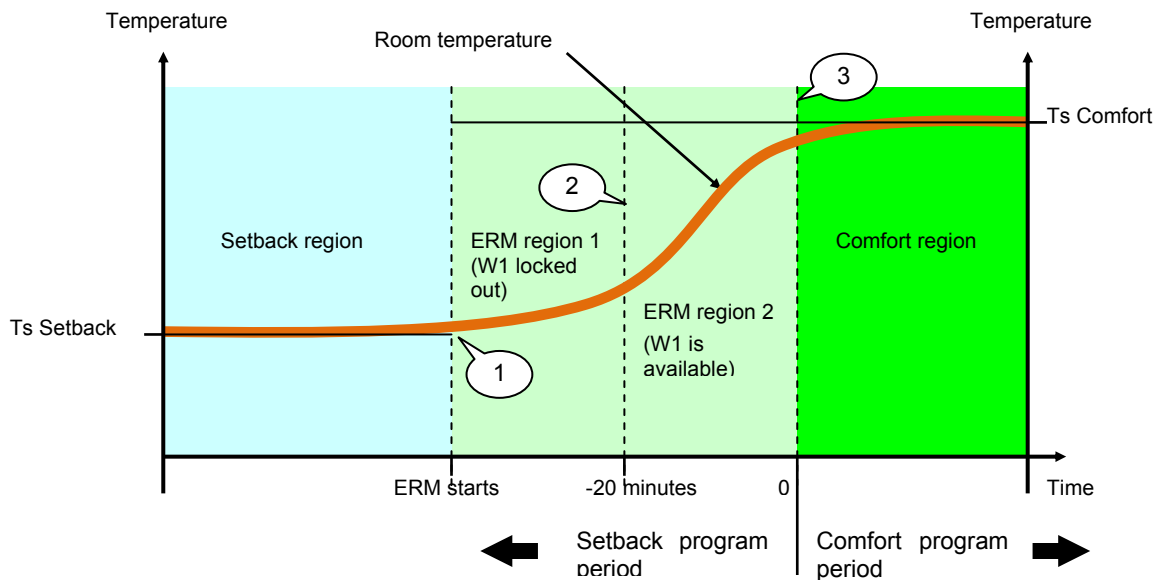 Temperature
Temperature
Room temperature
3
Ts Comfort
2
Setback region
ERM region 1
(W1 locked
out)
Comfort region
ERM region 2
(W1 is
available)
Ts Setback
1
ERM starts
-20 minutes
0
Time
Setback program
period
Comfort program
period